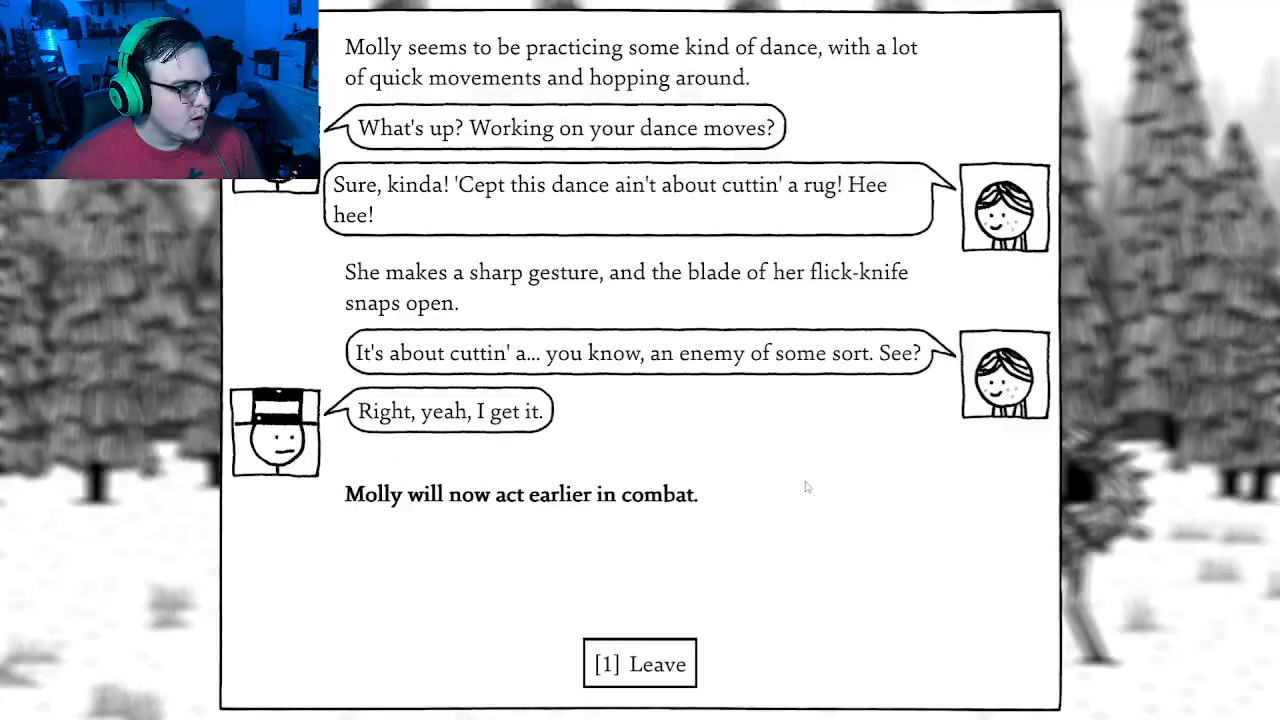 Molly seems to be practicing some kind of dance, with a lot
of quick movements and hopping around.
What's up? Working on your dance moves?
Sure, kinda! 'Cept this dance ain't about cuttin' a rug! Hee
hee!
She makes a sharp gesture, and the blade of her flick-knife
snaps open.
It's about cuttin' a... you know, an enemy of some sort. See?
Right, yeah, I get it.
Molly will now act earlier in combat.
[1] Leave